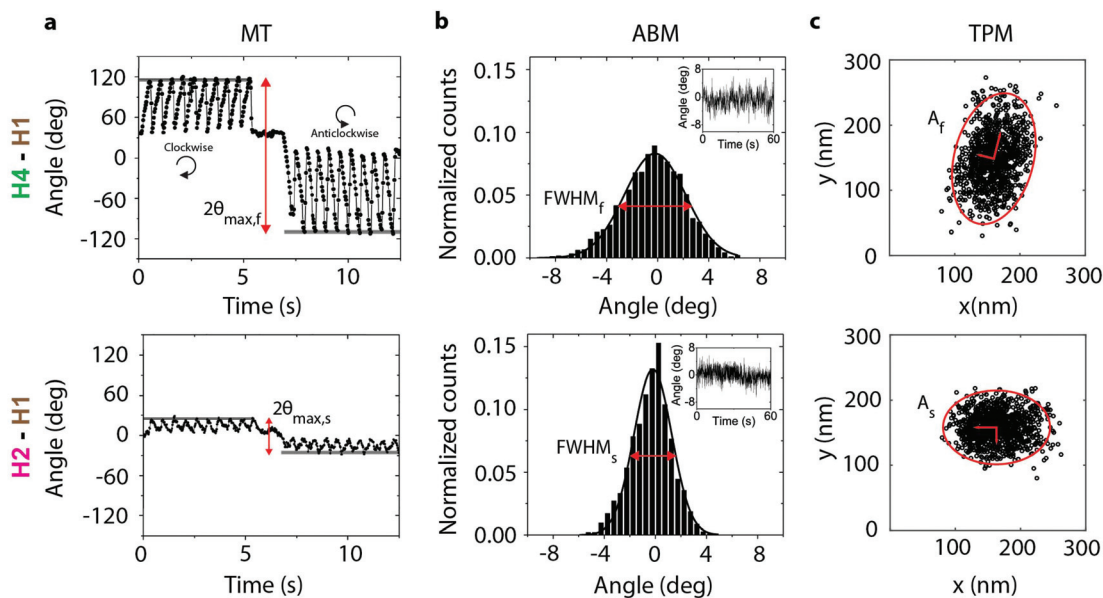 a MT
b ABM
c TPM
H4 - H1
Angle (deg)
120
60
0
-60
-120
Clockwise
Anticlockwise
2θmax,f
0 5 10
Time (s)
Normalized counts
0.15
0.10
0.05
0.00
FWHMf
Angle (deg)
8
0
-8
0 60
Time (s)
-8 -4 0 4 8
Angle (deg)
y (nm)
300
200
100
0
Af
100 200 300
x(nm)
H2 - H1
Angle (deg)
120
60
0
-60
-120
2θmax,s
0 5 10
Time (s)
Normalized counts
0.15
0.10
0.05
0.00
FWHMs
Angle (deg)
8
0
-8
0 60
Time (s)
-8 -4 0 4 8
Angle (deg)
y (nm)
300
200
100
0
As
100 200 300
x (nm)